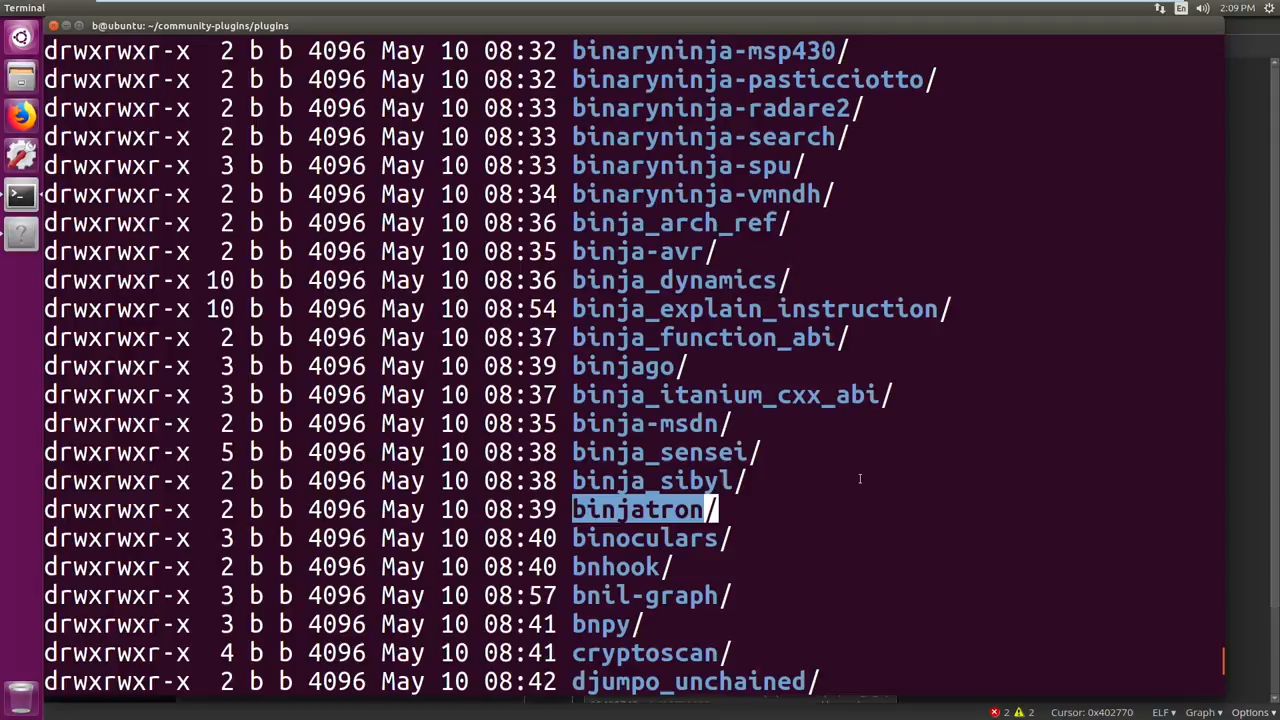 Terminal
En
2:09 PM
b@ubuntu: ~/community-plugins/plugins
drwxrwxr-x 2 b b 4096 May 10 08:32 binaryninja-msp430/
drwxrwxr-x 2 b b 4096 May 10 08:32 binaryninja-pasticciotto/
drwxrwxr-x 2 b b 4096 May 10 08:33 binaryninja-radare2/
drwxrwxr-x 2 b b 4096 May 10 08:33 binaryninja-search/
drwxrwxr-x 3 b b 4096 May 10 08:33 binaryninja-spu/
drwxrwxr-x 2 b b 4096 May 10 08:34 binaryninja-vmndh/
drwxrwxr-x 2 b b 4096 May 10 08:36 binja_arch_ref/
drwxrwxr-x 2 b b 4096 May 10 08:35 binja-avr/
drwxrwxr-x 10 b b 4096 May 10 08:36 binja_dynamics/
drwxrwxr-x 10 b b 4096 May 10 08:54 binja_explain_instruction/
drwxrwxr-x 2 b b 4096 May 10 08:37 binja_function_abi/
drwxrwxr-x 3 b b 4096 May 10 08:39 binjago/
drwxrwxr-x 3 b b 4096 May 10 08:37 binja_itanium_cxx_abi/
drwxrwxr-x 2 b b 4096 May 10 08:35 binja-msdn/
drwxrwxr-x 5 b b 4096 May 10 08:38 binja_sensei/
drwxrwxr-x 2 b b 4096 May 10 08:38 binja_sibyl/
drwxrwxr-x 2 b b 4096 May 10 08:39 binjatron/
drwxrwxr-x 3 b b 4096 May 10 08:40 binoculars/
drwxrwxr-x 2 b b 4096 May 10 08:40 bnhook/
drwxrwxr-x 3 b b 4096 May 10 08:57 bnil-graph/
drwxrwxr-x 3 b b 4096 May 10 08:41 bnpy/
drwxrwxr-x 4 b b 4096 May 10 08:41 cryptoscan/
drwxrwxr-x 2 b b 4096 May 10 08:42 djumpo_unchained/
2 2 Cursor: 0x402770 ELF Graph Options